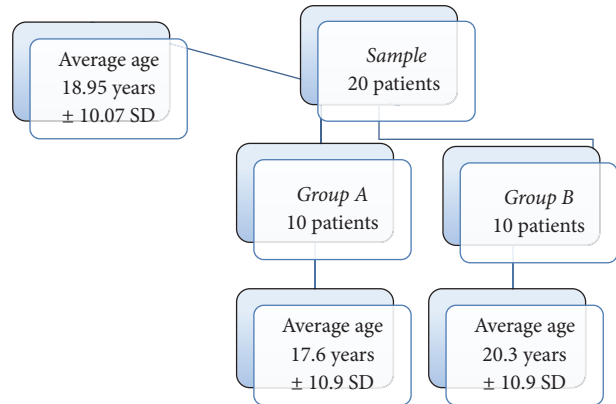 Average age
18.95 years
± 10.07 SD
Sample
20 patients
Group A
10 patients
Group B
10 patients
Average age
17.6 years
± 10.9 SD
Average age
20.3 years
± 10.9 SD